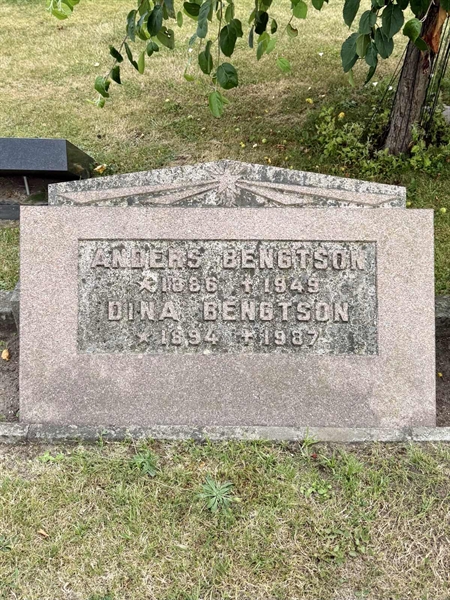 ANDERS BENGTSON
★ 1886 ✝ 1949
DINA BENGTSON
★ 1894 ✝ 1987